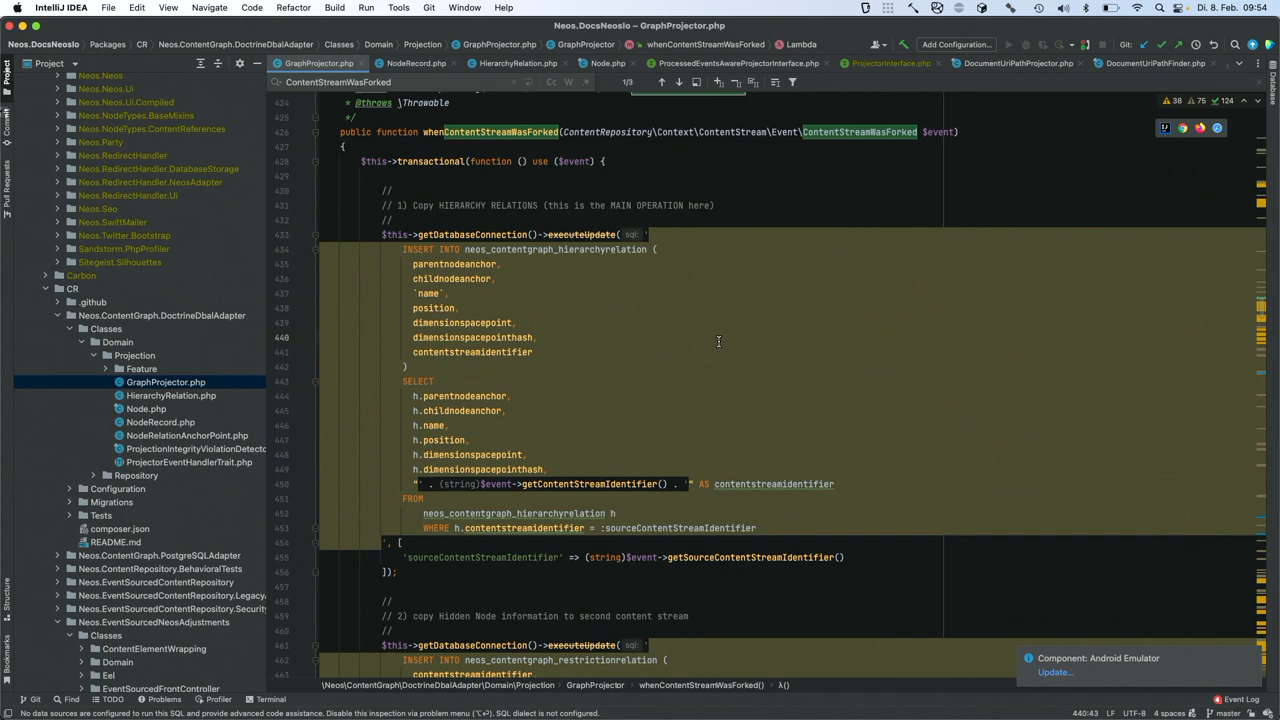 IntelliJ IDEA File Edit View Navigate Code Refactor Build Run Tools Git Window Help Di. 8. Feb. 09:54
Neos.DocsNeosIo – GraphProjector.php
Neos.DocsNeosIo Packages CR Neos.ContentGraph.DoctrineDbalAdapter Classes Domain Projection GraphProjector.php GraphProjector whenContentStreamWasForked Lambda Add Configuration... Git:
Project
GraphProjector.php NodeRecord.php HierarchyRelation.php Node.php ProcessedEventsAwareProjectorInterface.php ProjectorInterface.php DocumentUriPathProjector.php DocumentUriPathFinder.php
ContentStreamWasForked Cc W .* 1/3
38 75 124
Project
Commit
Pull Requests
Structure
Bookmarks
Database
Neos.Neos
Neos.Neos.Ui
Neos.Neos.Ui.Compiled
Neos.NodeTypes.BaseMixins
Neos.NodeTypes.ContentReferences
Neos.Party
Neos.RedirectHandler
Neos.RedirectHandler.DatabaseStorage
Neos.RedirectHandler.NeosAdapter
Neos.RedirectHandler.Ui
Neos.Seo
Neos.SwiftMailer
Neos.Twitter.Bootstrap
Sandstorm.PhpProfiler
Sitegeist.Silhouettes
Carbon
CR
.github
Neos.ContentGraph.DoctrineDbalAdapter
Classes
Domain
Projection
Feature
GraphProjector.php
HierarchyRelation.php
Node.php
NodeRecord.php
NodeRelationAnchorPoint.php
ProjectionIntegrityViolationDetecto
ProjectorEventHandlerTrait.php
Repository
Configuration
Migrations
Tests
composer.json
README.md
Neos.ContentGraph.PostgreSQLAdapter
Neos.ContentRepository.BehavioralTests
Neos.EventSourcedContentRepository
Neos.EventSourcedContentRepository.Legacy
Neos.EventSourcedContentRepository.Security
Neos.EventSourcedNeosAdjustments
Classes
ContentElementWrapping
Domain
Eel
EventSourcedFrontController
424 * @throws \Throwable
425 */
426 public function whenContentStreamWasForked(ContentRepository\Context\ContentStream\Event\ContentStreamWasForked $event)
427 {
428 $this->transactional(function () use ($event) {
429
430 //
431 // 1) Copy HIERARCHY RELATIONS (this is the MAIN OPERATION here)
432 //
433 $this->getDatabaseConnection()->executeUpdate( sql: '
434 INSERT INTO neos_contentgraph_hierarchyrelation (
435 parentnodeanchor,
436 childnodeanchor,
437 `name`,
438 position,
439 dimensionspacepoint,
440 dimensionspacepointhash,
441 contentstreamidentifier
442 )
443 SELECT
444 h.parentnodeanchor,
445 h.childnodeanchor,
446 h.name,
447 h.position,
448 h.dimensionspacepoint,
449 h.dimensionspacepointhash,
450 "' . (string)$event->getContentStreamIdentifier() . '" AS contentstreamidentifier
451 FROM
452 neos_contentgraph_hierarchyrelation h
453 WHERE h.contentstreamidentifier = :sourceContentStreamIdentifier
454 ', [
455 'sourceContentStreamIdentifier' => (string)$event->getSourceContentStreamIdentifier()
456 ]);
457
458 //
459 // 2) copy Hidden Node information to second content stream
460 //
461 $this->getDatabaseConnection()->executeUpdate( sql: '
462 INSERT INTO neos_contentgraph_restrictionrelation (
463 contentstreamidentifier,
Component: Android Emulator
Update...
\Neos\ContentGraph\DoctrineDbalAdapter\Domain\Projection GraphProjector whenContentStreamWasForked() λ()
Git Find TODO Problems Profiler Terminal Event Log
No data sources are configured to run this SQL and provide advanced code assistance. Disable this inspection via problem menu (⌥⏎). SQL dialect is not configured. 440:43 LF UTF-8 4 spaces master